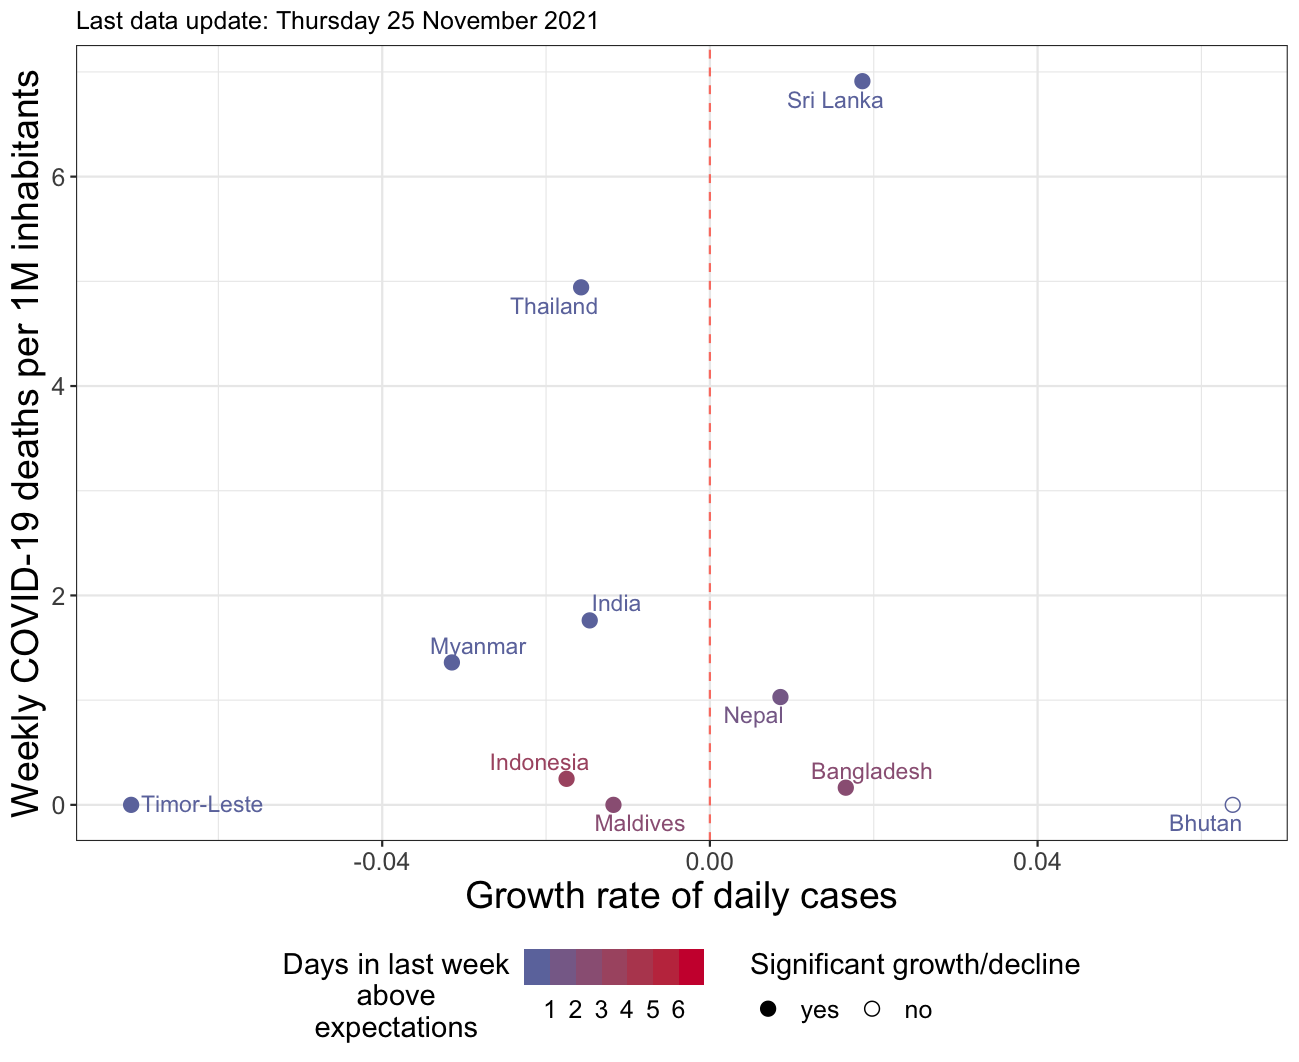 Last data update: Thursday 25 November 2021
Weekly COVID-19 deaths per 1M inhabitants
6
4
2
0
Sri Lanka
Thailand
India
Myanmar
Nepal
Indonesia
Bangladesh
Timor-Leste
Maldives
Bhutan
-0.04 0.00 0.04
Growth rate of daily cases
Days in last week
above
expectations
1 2 3 4 5 6
Significant growth/decline
yes no